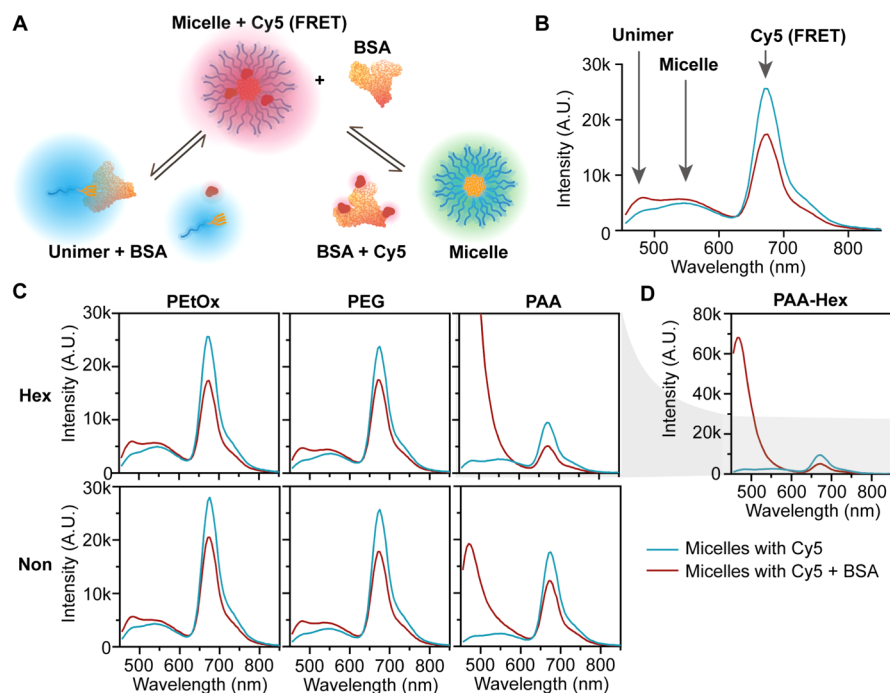 A
Micelle + Cy5 (FRET)
+
BSA
Unimer + BSA
BSA + Cy5
Micelle
B
Unimer
Micelle
Cy5 (FRET)
30k
20k
10k
0
Intensity (A.U.)
500 600 700 800
Wavelength (nm)
C
PEtOx
PEG
PAA
Hex
30k
20k
10k
0
Intensity (A.U.)
Non
30k
20k
10k
0
Intensity (A.U.)
500 600 700 800
500 600 700 800
500 600 700 800
Wavelength (nm)
Wavelength (nm)
Wavelength (nm)
D
PAA-Hex
80k
60k
40k
20k
0
Intensity (A.U.)
500 600 700 800
Wavelength (nm)
Micelles with Cy5
Micelles with Cy5 + BSA